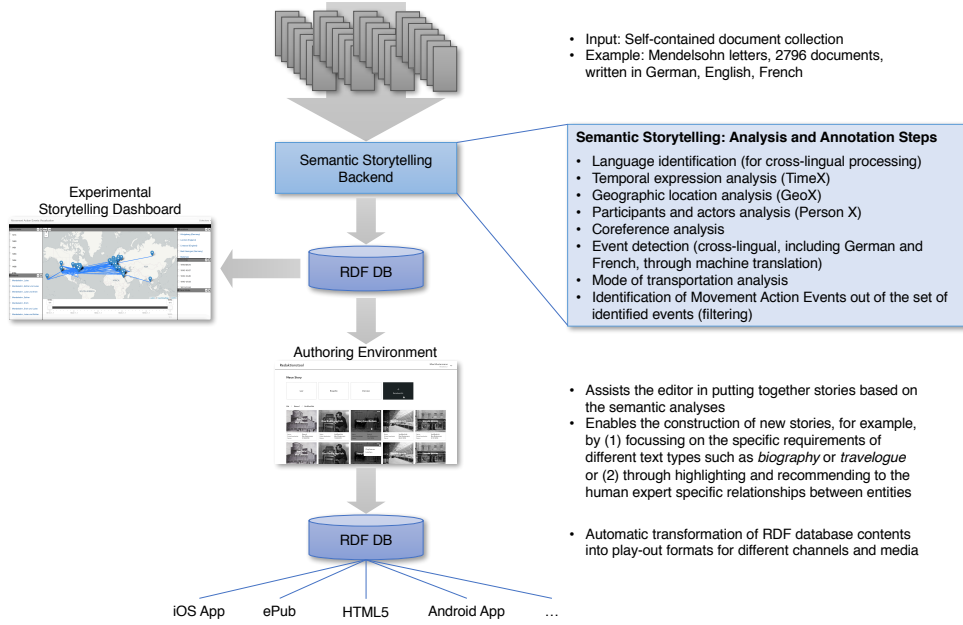 • Input: Self-contained document collection
• Example: Mendelsohn letters, 2796 documents,
written in German, English, French
Semantic Storytelling
Backend
Semantic Storytelling: Analysis and Annotation Steps
• Language identification (for cross-lingual processing)
• Temporal expression analysis (TimeX)
• Geographic location analysis (GeoX)
• Participants and actors analysis (Person X)
• Coreference analysis
• Event detection (cross-lingual, including German and
French, through machine translation)
• Mode of transportation analysis
• Identification of Movement Action Events out of the set of
identified events (filtering)
Experimental
Storytelling Dashboard
RDF DB
Authoring Environment
• Assists the editor in putting together stories based on
the semantic analyses
• Enables the construction of new stories, for example,
by (1) focussing on the specific requirements of
different text types such as biography or travelogue
or (2) through highlighting and recommending to the
human expert specific relationships between entities
RDF DB
• Automatic transformation of RDF database contents
into play-out formats for different channels and media
iOS App
ePub
HTML5
Android App
…